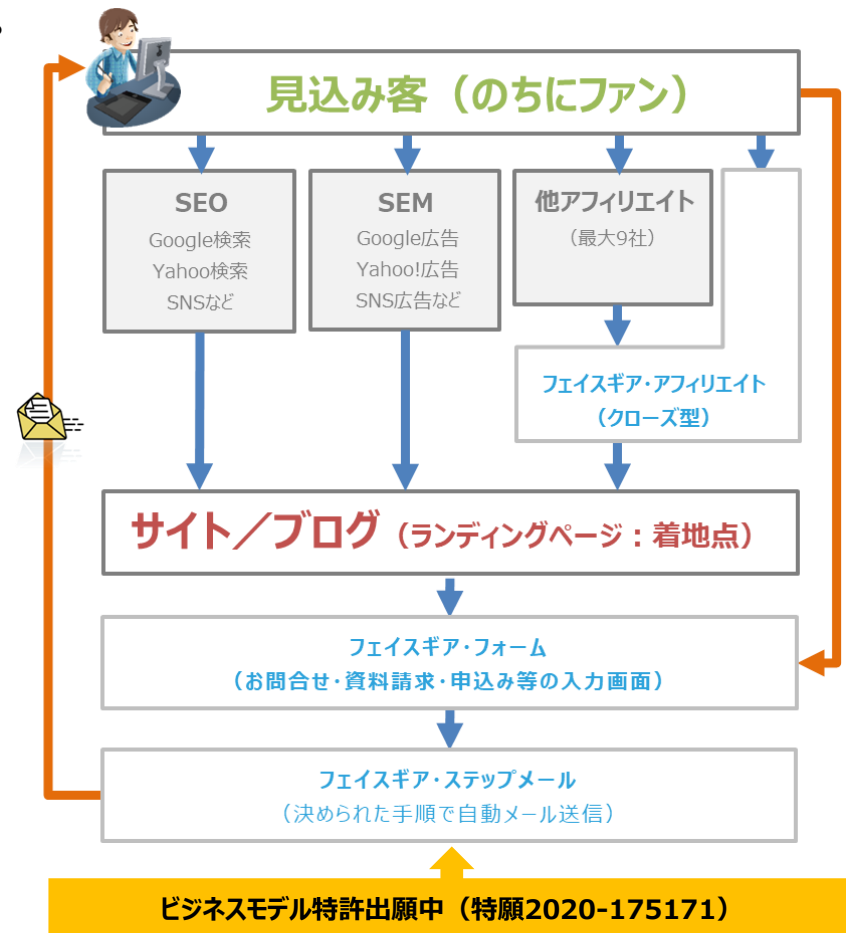 見込み客（のちにファン）
SEO
Google検索
Yahoo検索
SNSなど
SEM
Google広告
Yahoo!広告
SNS広告など
他アフィリエイト
（最大9社）
フェイスギア・アフィリエイト
（クローズ型）
サイト／ブログ（ランディングページ：着地点）
フェイスギア・フォーム
（お問合せ・資料請求・申込み等の入力画面）
フェイスギア・ステップメール
（決められた手順で自動メール送信）
ビジネスモデル特許出願中（特願2020-175171）